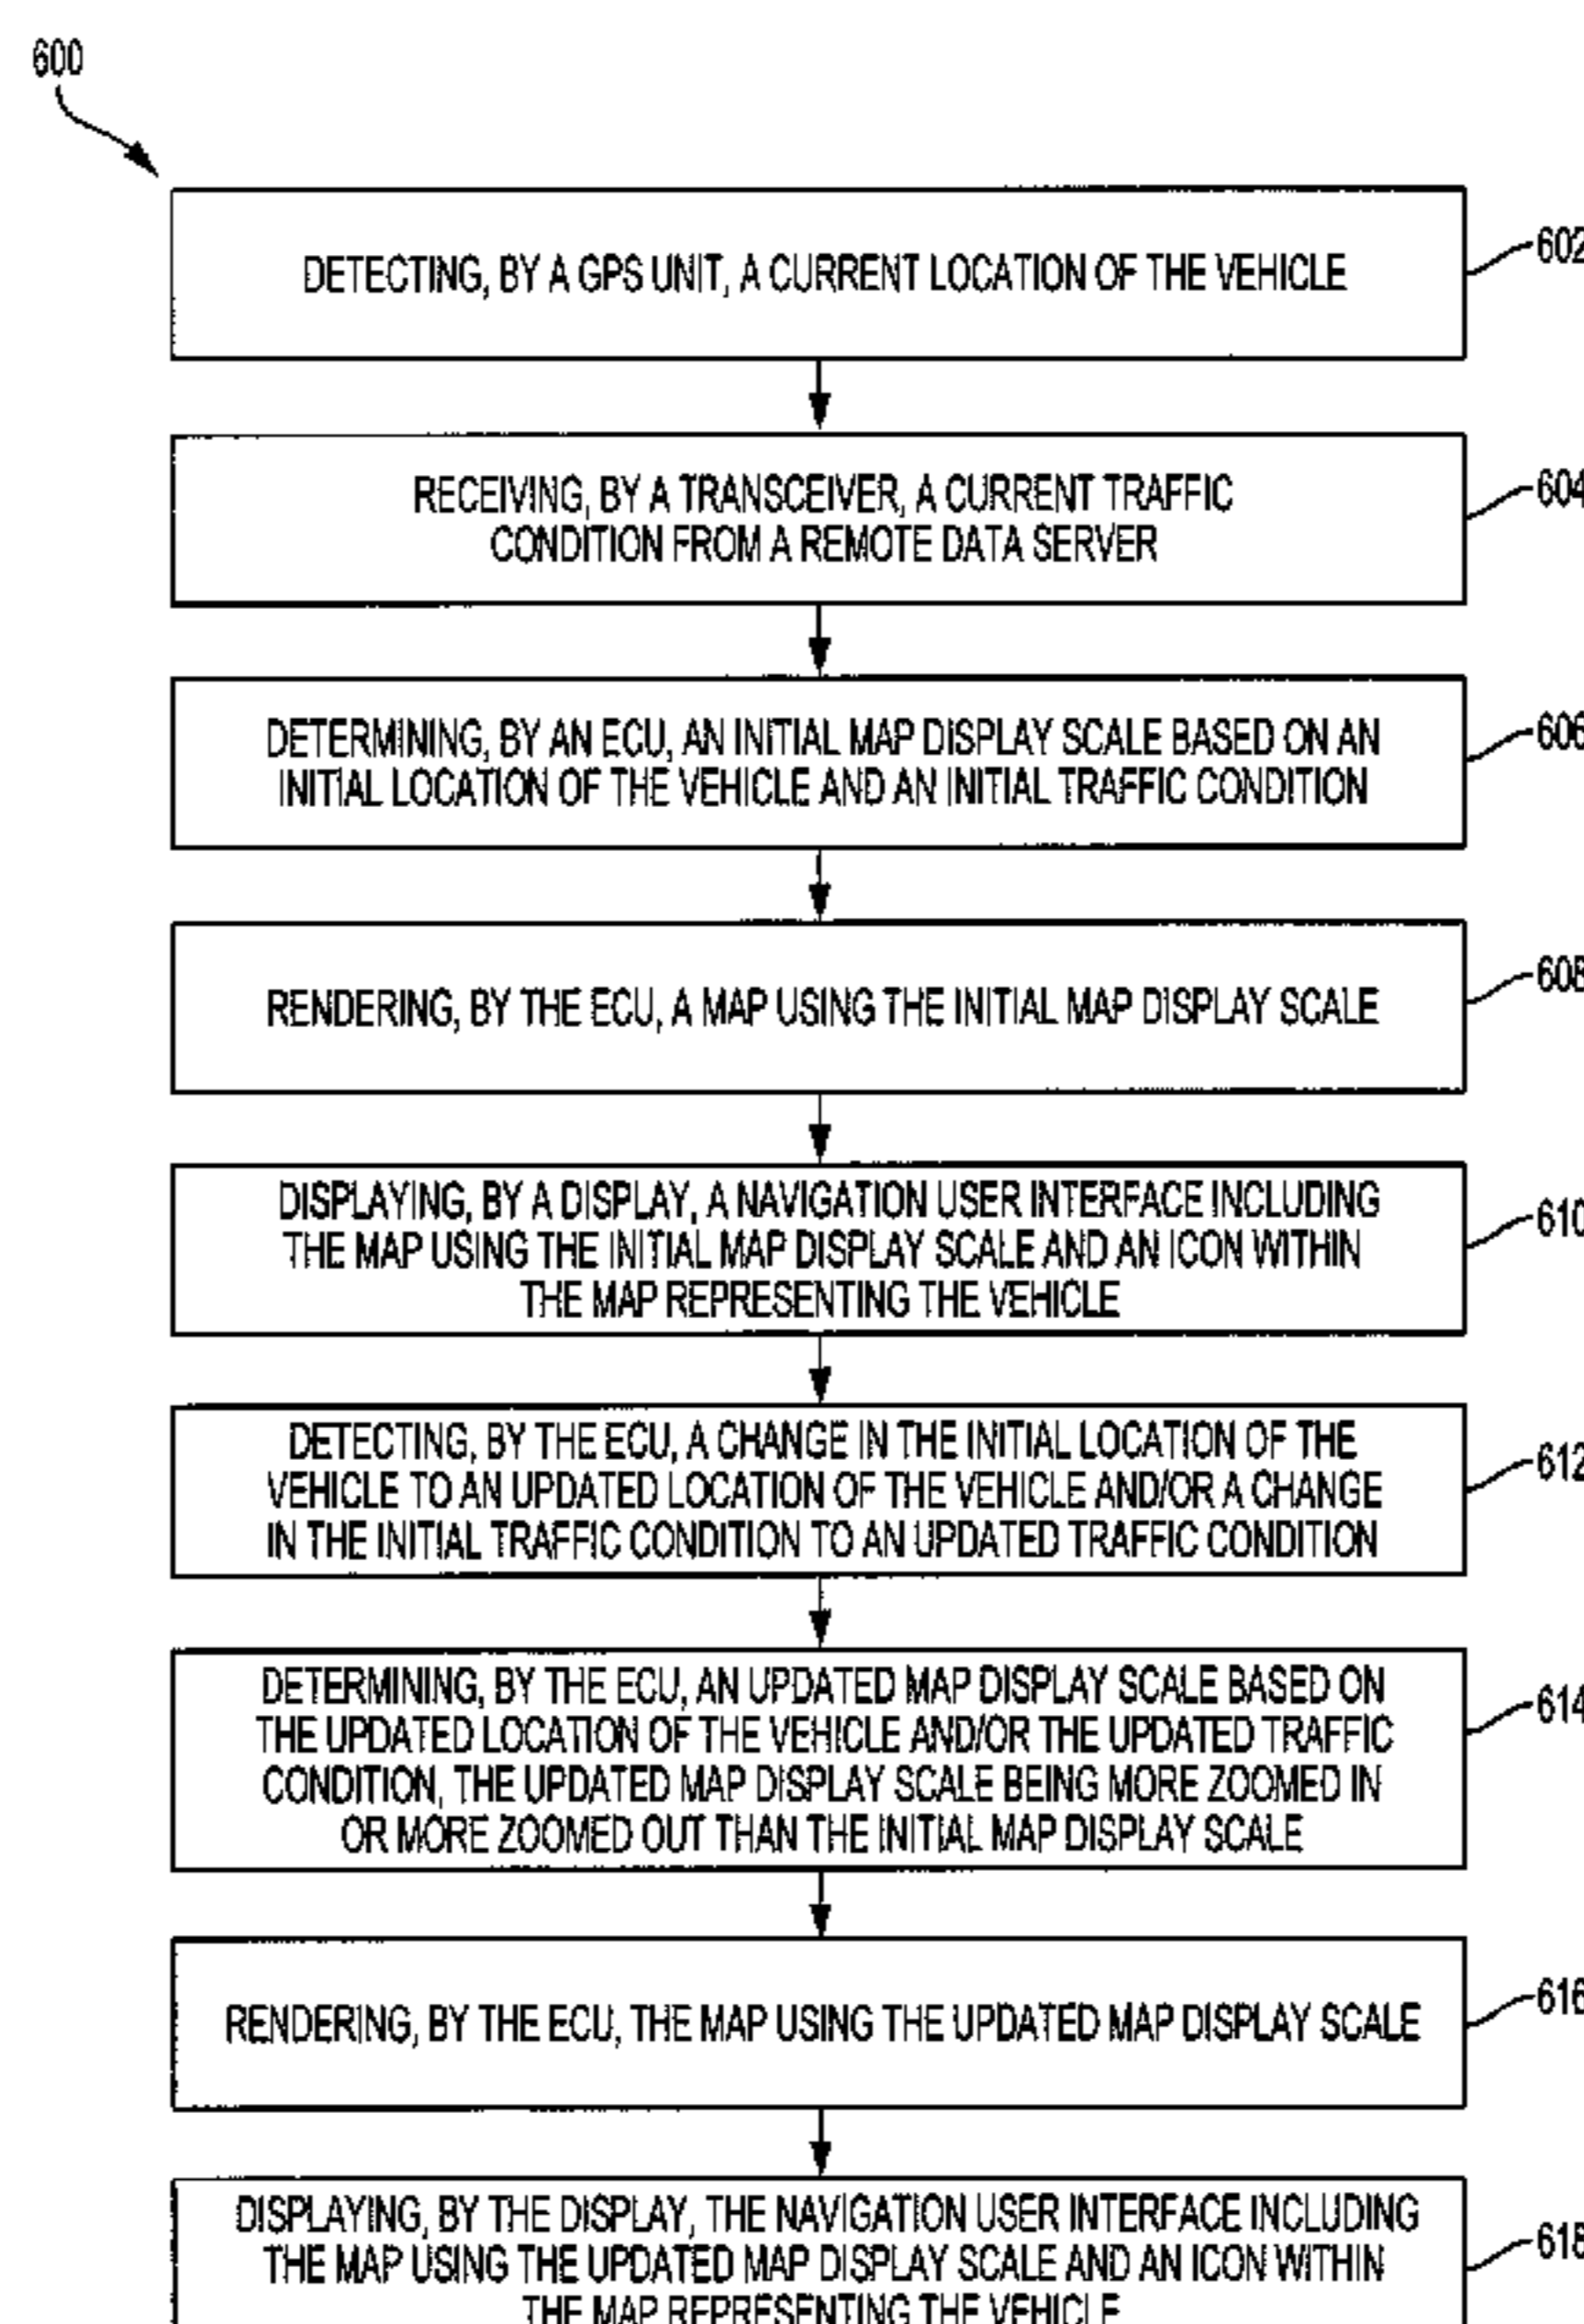 600
DETECTING, BY A GPS UNIT, A CURRENT LOCATION OF THE VEHICLE
602
RECEIVING, BY A TRANSCEIVER, A CURRENT TRAFFIC
CONDITION FROM A REMOTE DATA SERVER
604
DETERMINING, BY AN ECU, AN INITIAL MAP DISPLAY SCALE BASED ON AN
INITIAL LOCATION OF THE VEHICLE AND AN INITIAL TRAFFIC CONDITION
606
RENDERING, BY THE ECU, A MAP USING THE INITIAL MAP DISPLAY SCALE
608
DISPLAYING, BY A DISPLAY, A NAVIGATION USER INTERFACE INCLUDING
THE MAP USING THE INITIAL MAP DISPLAY SCALE AND AN ICON WITHIN
THE MAP REPRESENTING THE VEHICLE
610
DETECTING, BY THE ECU, A CHANGE IN THE INITIAL LOCATION OF THE
VEHICLE TO AN UPDATED LOCATION OF THE VEHICLE AND/OR A CHANGE
IN THE INITIAL TRAFFIC CONDITION TO AN UPDATED TRAFFIC CONDITION
612
DETERMINING, BY THE ECU, AN UPDATED MAP DISPLAY SCALE BASED ON
THE UPDATED LOCATION OF THE VEHICLE AND/OR THE UPDATED TRAFFIC
CONDITION, THE UPDATED MAP DISPLAY SCALE BEING MORE ZOOMED IN
OR MORE ZOOMED OUT THAN THE INITIAL MAP DISPLAY SCALE
614
RENDERING, BY THE ECU, THE MAP USING THE UPDATED MAP DISPLAY SCALE
616
DISPLAYING, BY THE DISPLAY, THE NAVIGATION USER INTERFACE INCLUDING
THE MAP USING THE UPDATED MAP DISPLAY SCALE AND AN ICON WITHIN
THE MAP REPRESENTING THE VEHICLE
618